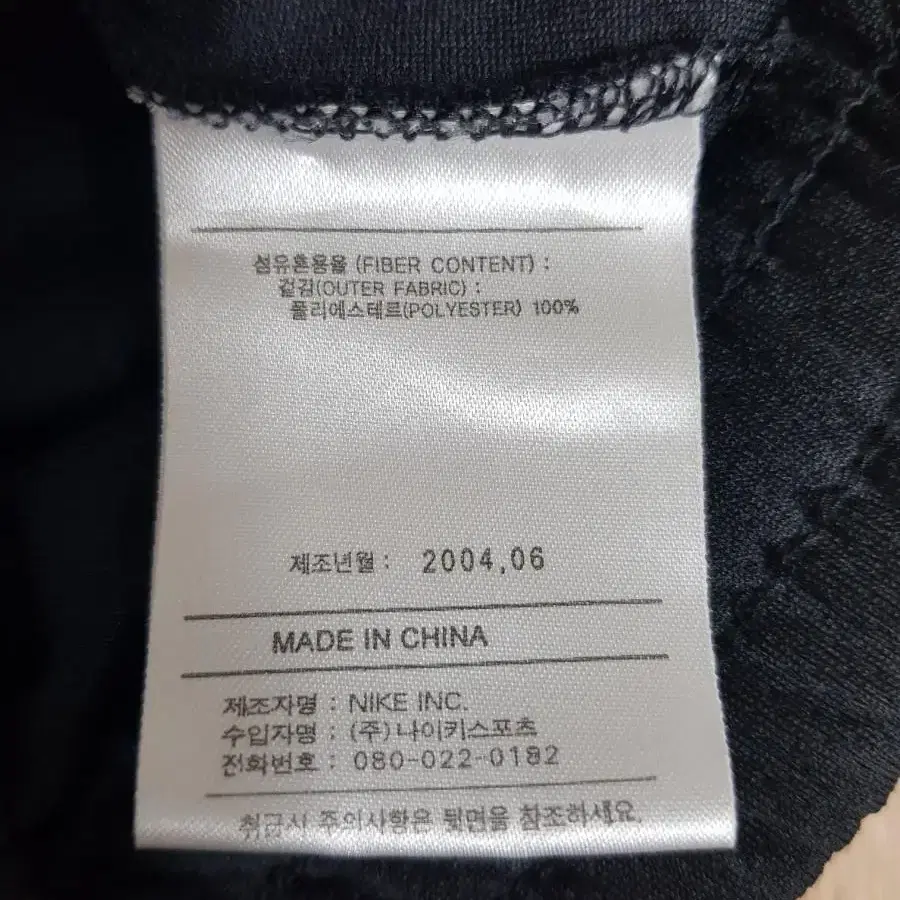 섬유혼용율 (FIBER CONTENT) :
겉감(OUTER FABRIC) :
폴리에스테르(POLYESTER) 100%
제조년월 : 2004.06
MADE IN CHINA
제조자명 : NIKE INC.
수입자명 : (주)나이키스포츠
전화번호 : 080-022-0182
취급시 주의사항은 뒷면을 참조하세요.